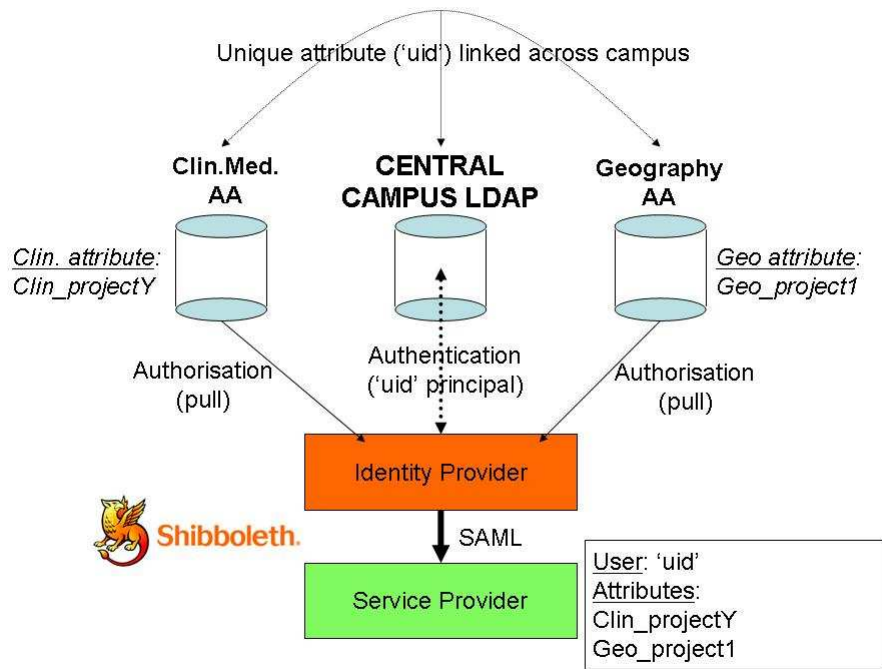 Unique attribute (‘uid’) linked across campus
Clin.Med.
AA
CENTRAL
CAMPUS LDAP
Geography
AA
Clin. attribute:
Clin_projectY
Geo attribute:
Geo_project1
Authorisation
(pull)
Authentication
(‘uid’ principal)
Authorisation
(pull)
Identity Provider
Shibboleth.
SAML
Service Provider
User: ‘uid’
Attributes:
Clin_projectY
Geo_project1